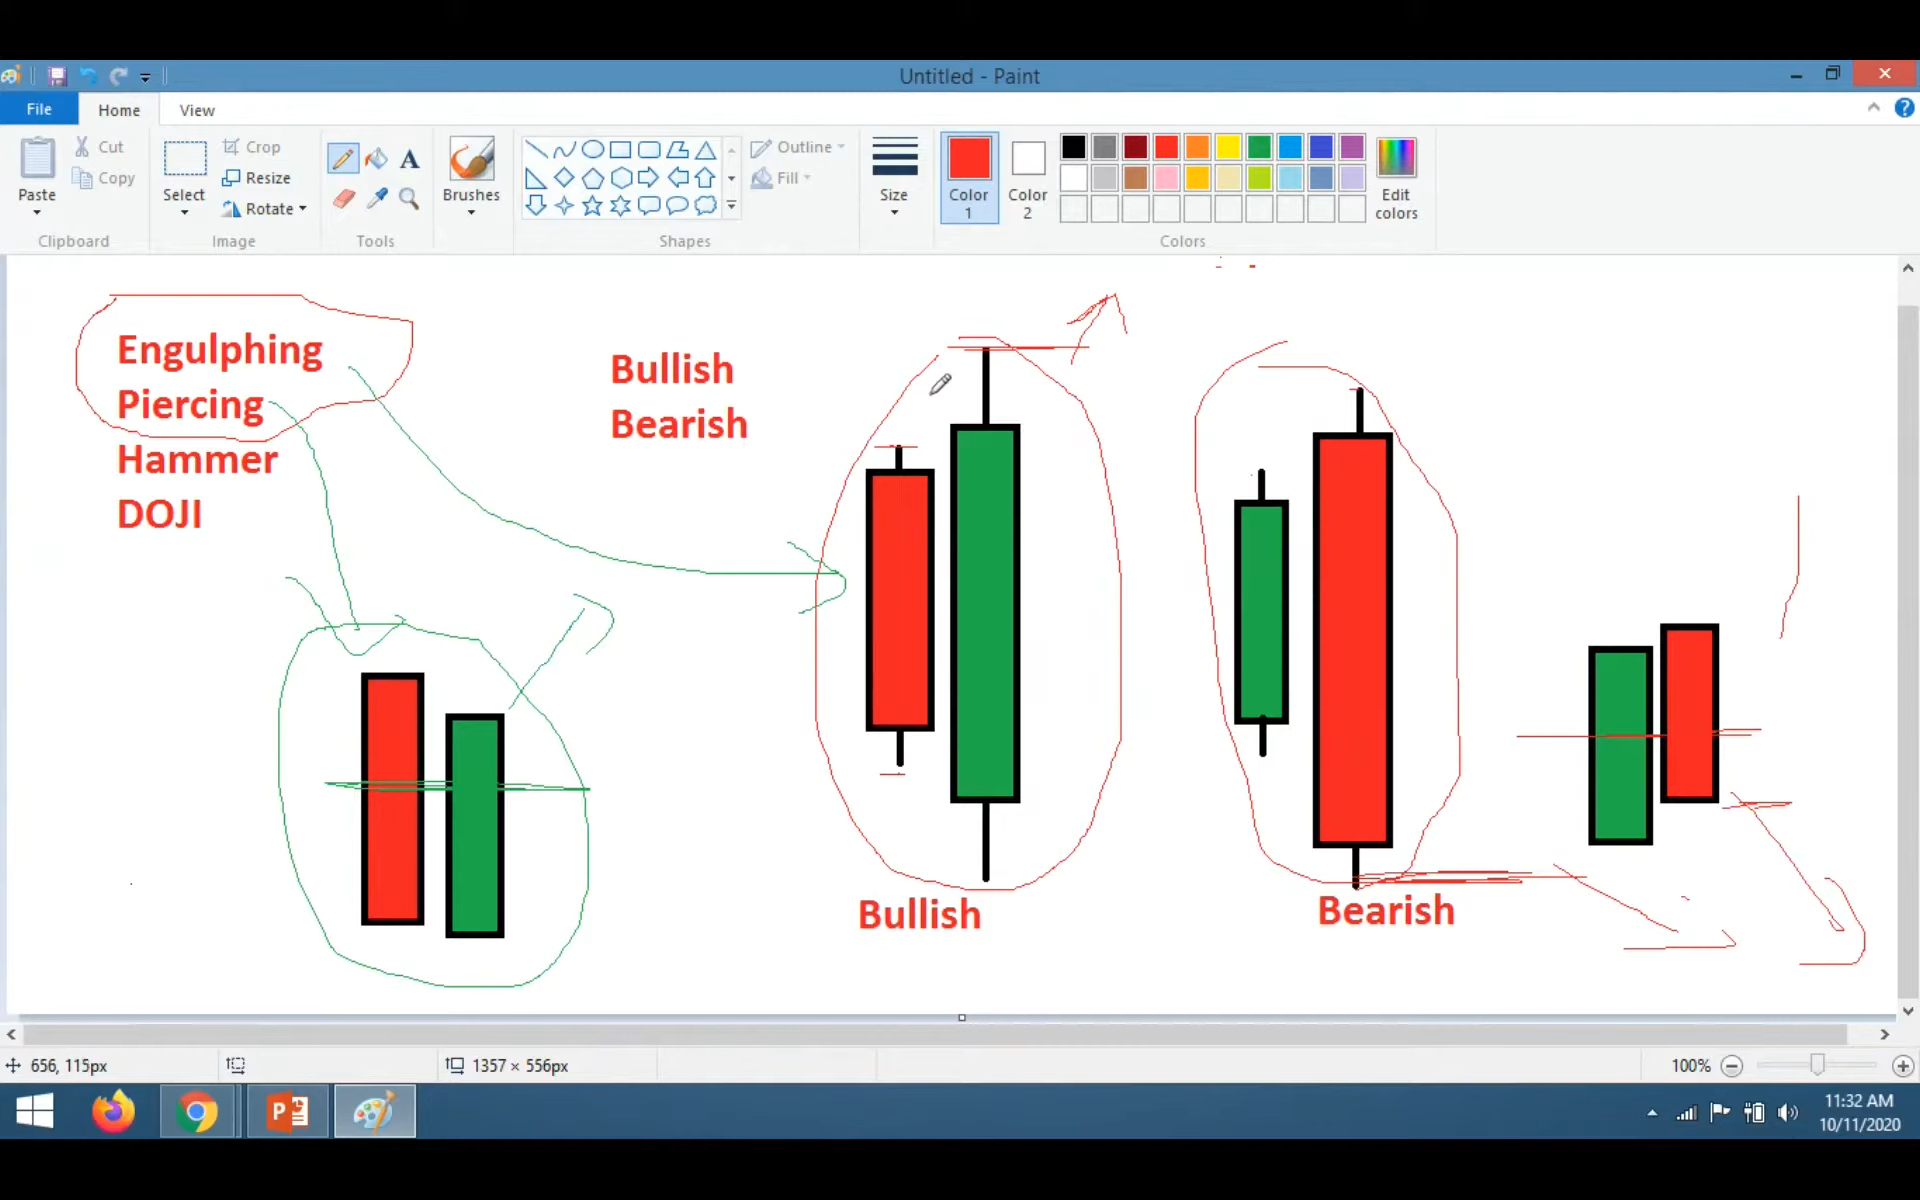 Untitled - Paint
File Home View
Paste
Cut
Copy
Clipboard
Select
Crop
Resize
Rotate
Image
A
Tools
Brushes
Outline
Fill
Shapes
Size
Color 1
Color 2
Edit colors
Colors
Engulphing
Piercing
Hammer
DOJI
Bullish
Bearish
Bullish
Bearish
656, 115px
1357 × 556px
100%
11:32 AM
10/11/2020